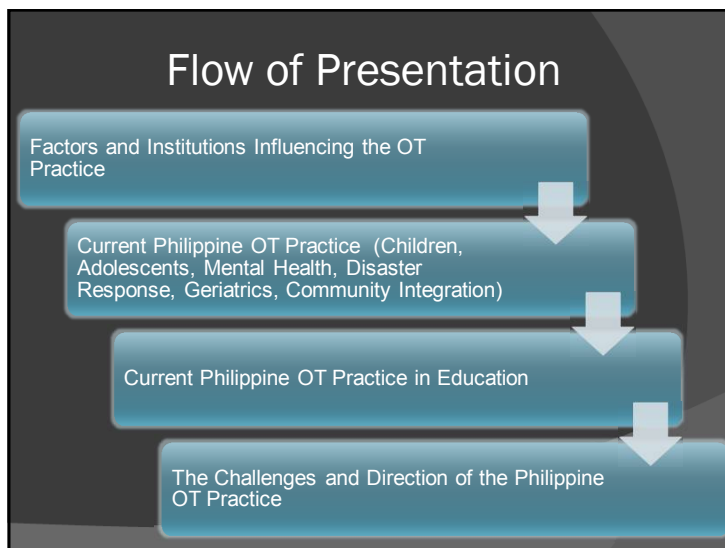 Flow of Presentation
Factors and Institutions Influencing the OT
Practice
Current Philippine OT Practice (Children,
Adolescents, Mental Health, Disaster
Response, Geriatrics, Community Integration)
Current Philippine OT Practice in Education
The Challenges and Direction of the Philippine
OT Practice